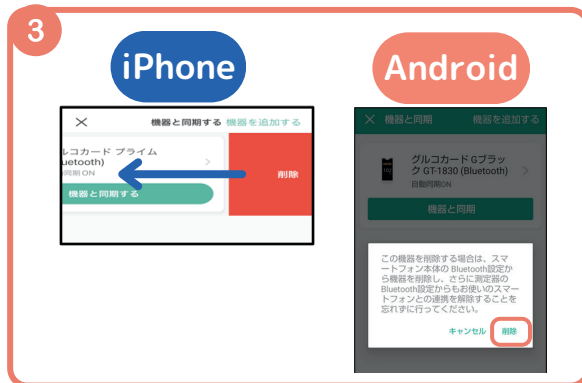 3
iPhone
機器と同期する 機器を追加する
ルコカード プライム
uetooth)
同期 ON
機器と同期する
削除
Android
機器と同期 機器を追加する
グルコカード Gブラッ
ク GT-1830 (Bluetooth)
自動同期ON
機器と同期
この機器を削除する場合は、スマ
ートフォン本体の Bluetooth設定か
ら機器を削除し、さらに測定器の
Bluetooth設定からもお使いのスマー
トフォンとの連携を解除することを
忘れずに行ってください。
キャンセル 削除